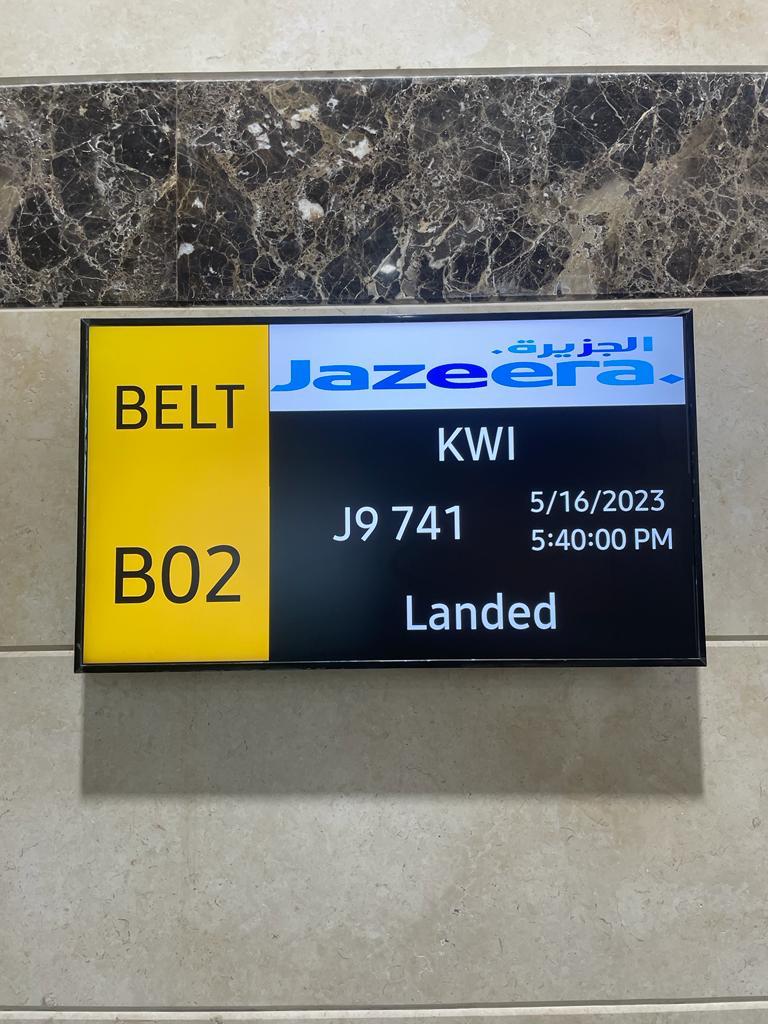 BELT
B02
الجزيرة
Jazeera
KWI
J9 741
5/16/2023
5:40:00 PM
Landed